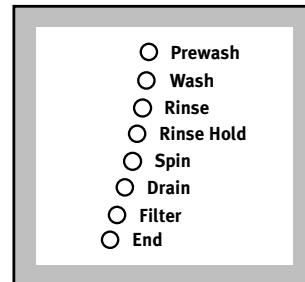 Prewash
Wash
Rinse
Rinse Hold
Spin
Drain
Filter
End